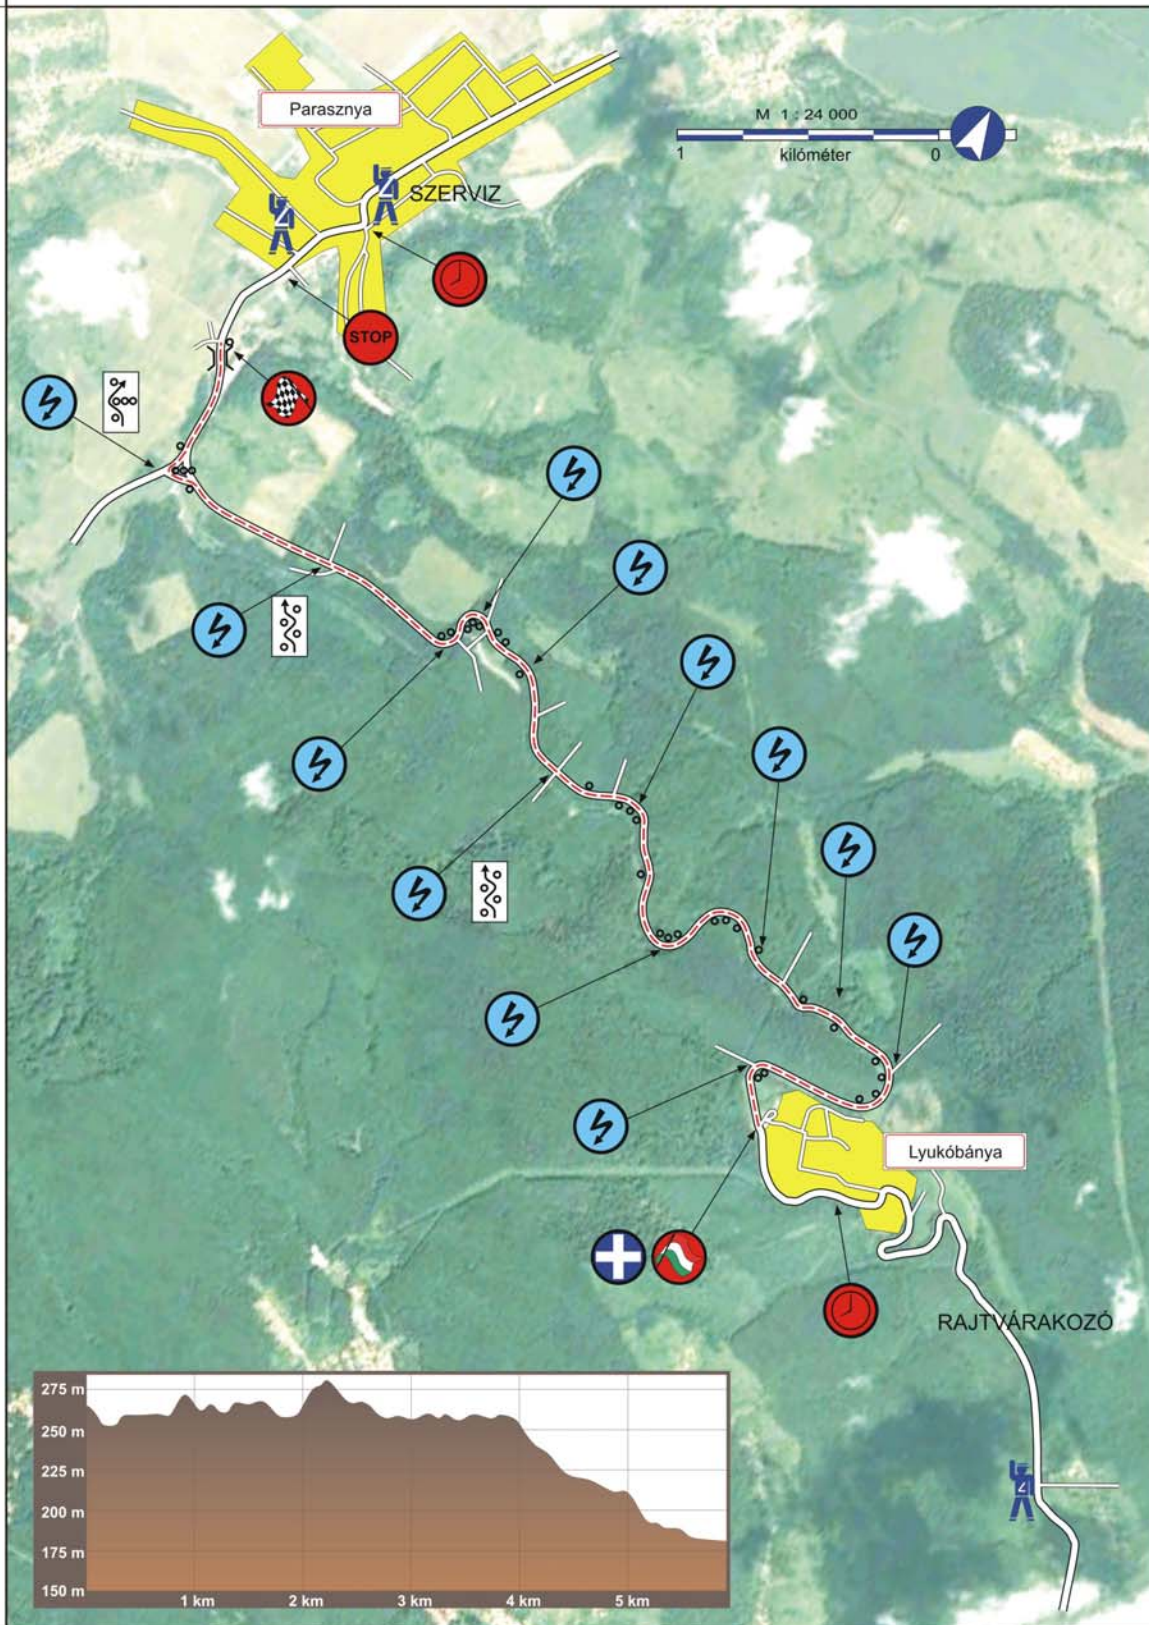 Parasznya
M 1 : 24 000
1 kilóméter 0
SZERVIZ
STOP
Lyukóbánya
RAJTVÁRAKOZÓ
275 m
250 m
225 m
200 m
175 m
150 m
1 km 2 km 3 km 4 km 5 km